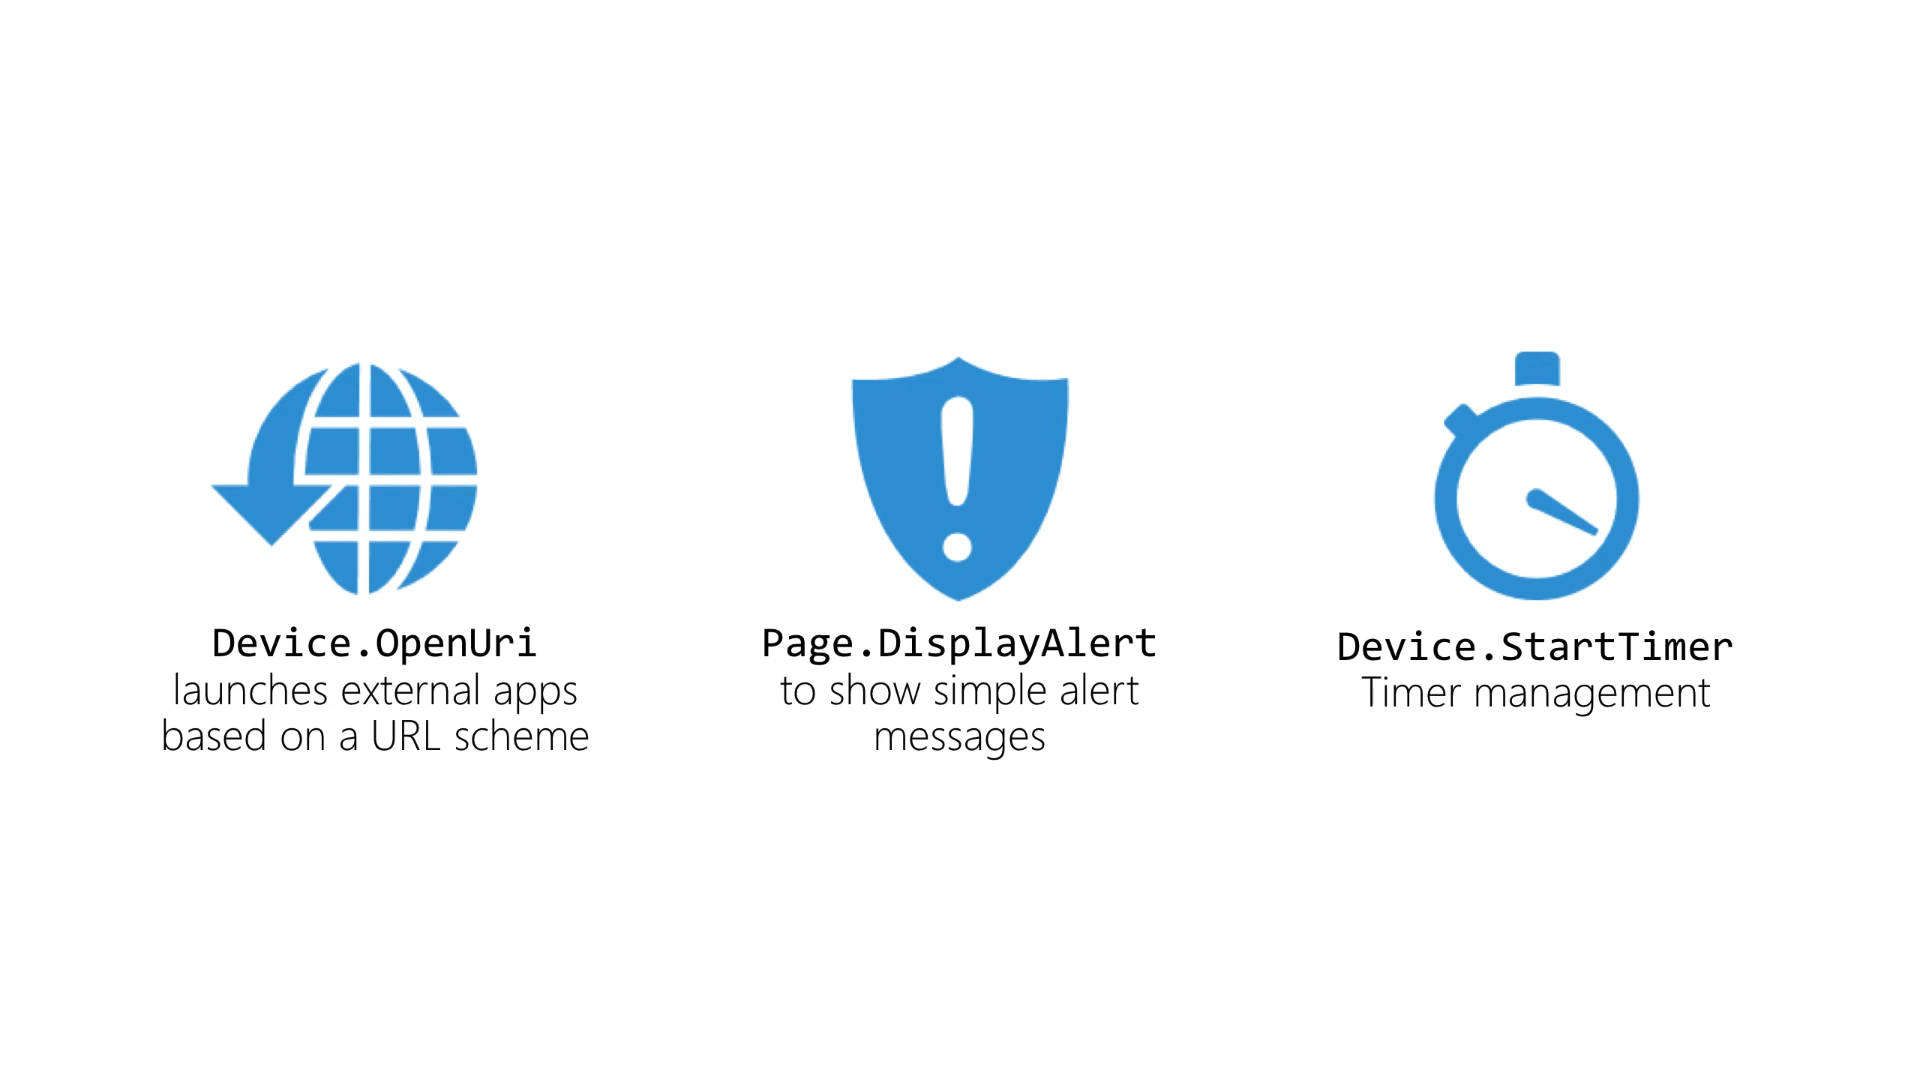 Device.OpenUri
launches external apps
based on a URL scheme
Page.DisplayAlert
to show simple alert
messages
Device.StartTimer
Timer management